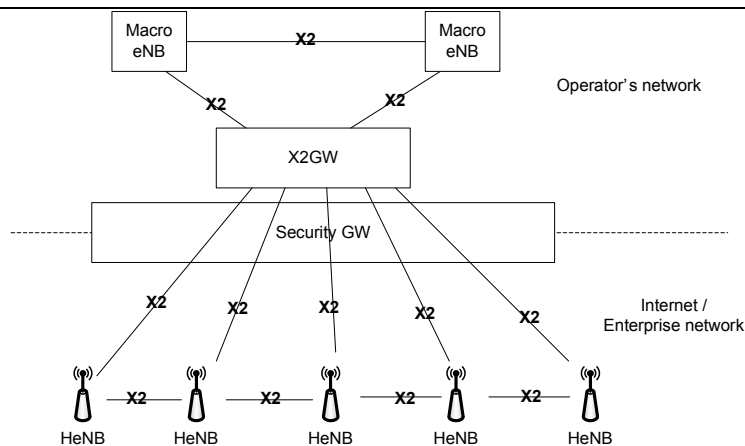 Macro
eNB
X2
Macro
eNB
Operator's network
X2
X2
X2GW
Security GW
X2
X2
X2
X2
X2
Internet /
Enterprise network
X2
X2
X2
X2
HeNB
HeNB
HeNB
HeNB
HeNB